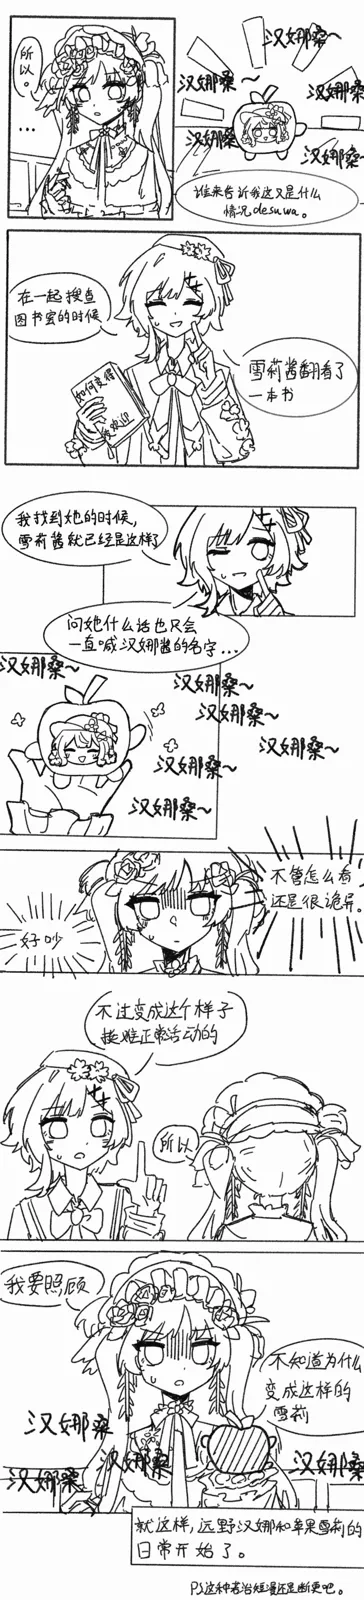 所以。
...
汉娜桑
汉娜桑～
汉娜桑
汉娜桑
汉娜桑
谁来告诉我这又是什么
情况desuwa。
在一起搜查
图书室的时候
如何变得
受欢迎
雪莉酱翻看了
一本书
我找到她的时候，
雪莉酱就已经是这样了
问她什么话也只会
一直喊汉娜酱的名字...
汉娜桑～
汉娜桑～
汉娜桑～
汉娜桑～
汉娜桑～
汉娜桑～
好吵
不管怎么看
还是很诡异。
不过变成这个样子
挺难正常活动的
所以
我要照顾
不知道为什么
变成这样的
雪莉
汉娜桑
汉娜桑
汉娜桑
汉娜桑
就这样，远野汉娜和苹果雪莉的
日常开始了。
PS这种若治短漫还是断更吧。